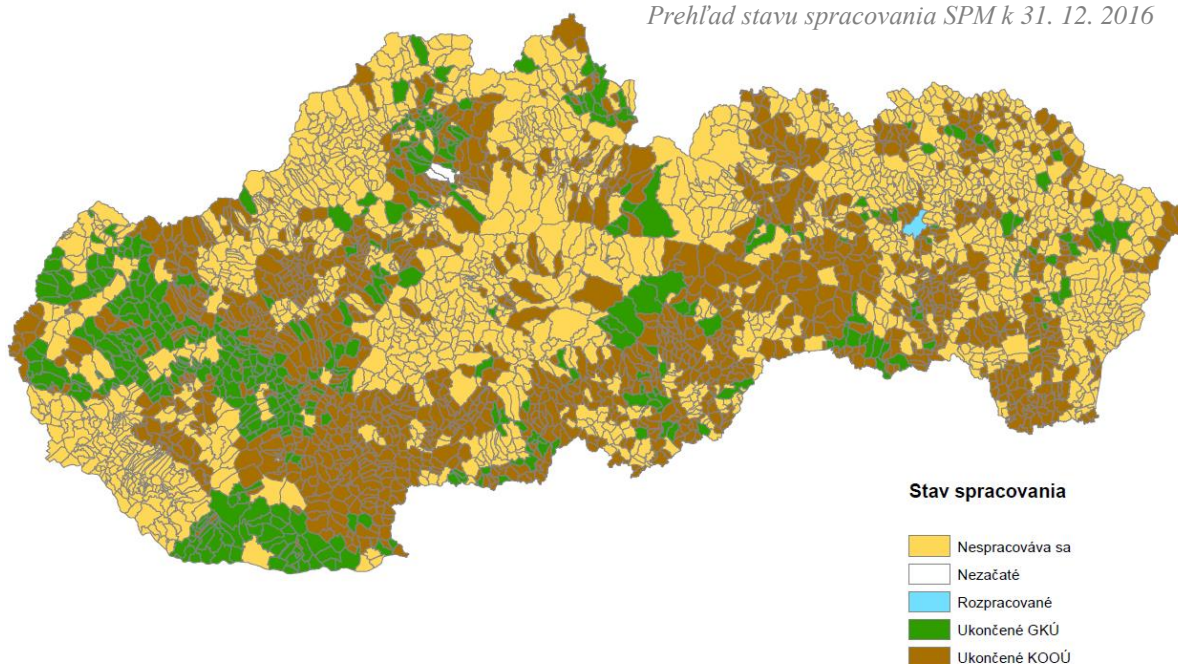 Prehľad stavu spracovania SPM k 31. 12. 2016
Stav spracovania
Nespracováva sa
Nezačaté
Rozpracované
Ukončené GKÚ
Ukončené KOOÚ